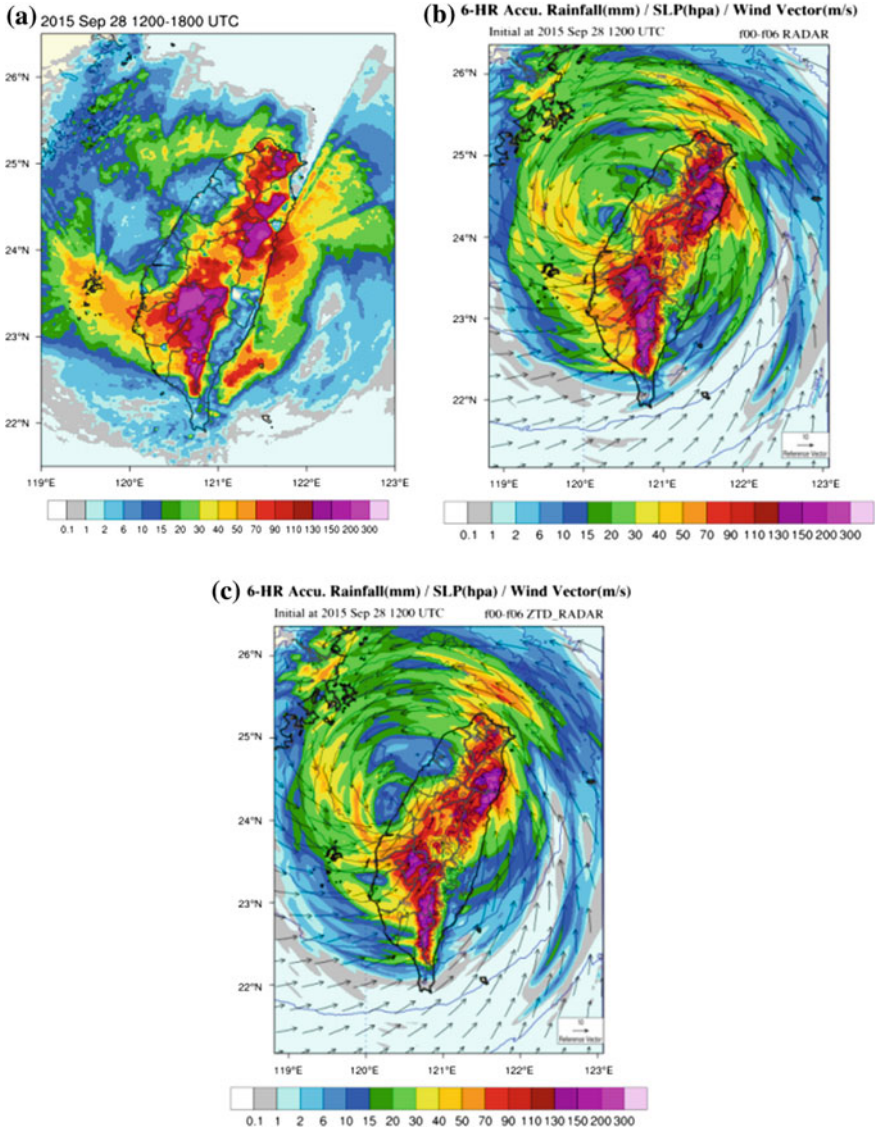 (a) 2015 Sep 28 1200-1800 UTC
26°N
25°N
24°N
23°N
22°N
119°E 120°E 121°E 122°E 123°E
0.1 1 2 6 10 15 20 30 40 50 70 90 110 130 150 200 300
(b) 6-HR Accu. Rainfall(mm) / SLP(hpa) / Wind Vector(m/s)
Initial at 2015 Sep 28 1200 UTC f00-f06 RADAR
26°N
25°N
24°N
23°N
22°N
10
Reference Vector
119°E 120°E 121°E 122°E 123°E
0.1 1 2 6 10 15 20 30 40 50 70 90 110 130 150 200 300
(c) 6-HR Accu. Rainfall(mm) / SLP(hpa) / Wind Vector(m/s)
Initial at 2015 Sep 28 1200 UTC f00-f06 ZTD_RADAR
26°N
25°N
24°N
23°N
22°N
10
Reference Vector
119°E 120°E 121°E 122°E 123°E
0.1 1 2 6 10 15 20 30 40 50 70 90 110 130 150 200 300